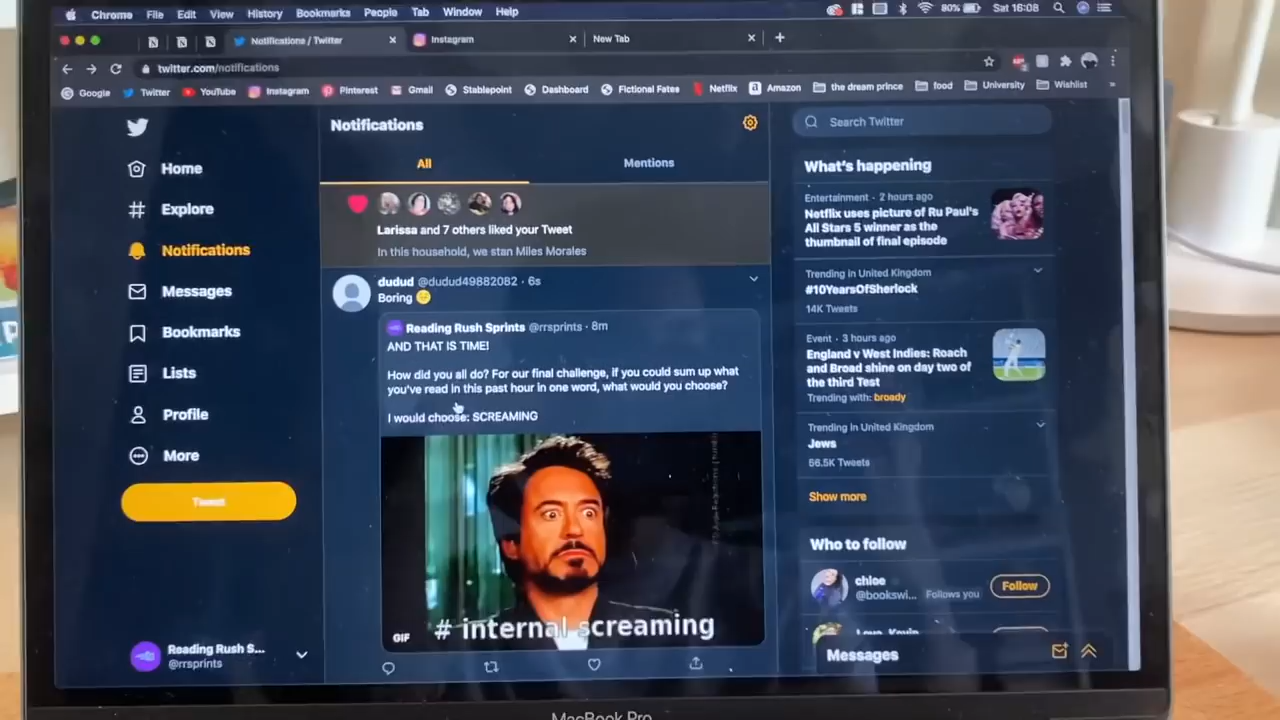 Chrome File Edit View History Bookmarks People Tab Window Help
80% Sat 16:08
Notifications / Twitter
Instagram
New Tab
twitter.com/notifications
Google Twitter YouTube Instagram Pinterest Gmail Stablepoint Dashboard Fictional Fates Netflix Amazon the dream prince food University Wishlist »
Home
Explore
Notifications
Messages
Bookmarks
Lists
Profile
More
Tweet
Reading Rush S...
@rrsprints
Notifications
All
Mentions
Larissa and 7 others liked your Tweet
In this household, we stan Miles Morales
dudud @dudud49882082 · 6s
Boring
Reading Rush Sprints @rrsprints · 8m
AND THAT IS TIME!
How did you all do? For our final challenge, if you could sum up what
you've read in this past hour in one word, what would you choose?
I would choose: SCREAMING
GIF
# internal screaming
Search Twitter
What's happening
Entertainment · 2 hours ago
Netflix uses picture of Ru Paul's
All Stars 5 winner as the
thumbnail of final episode
Trending in United Kingdom
#10YearsOfSherlock
14K Tweets
Event · 3 hours ago
England v West Indies: Roach
and Broad shine on day two of
the third Test
Trending with: broady
Trending in United Kingdom
Jews
56.5K Tweets
Show more
Who to follow
chloe
@bookswi... Follows you
Follow
Messages
MacBook Pro